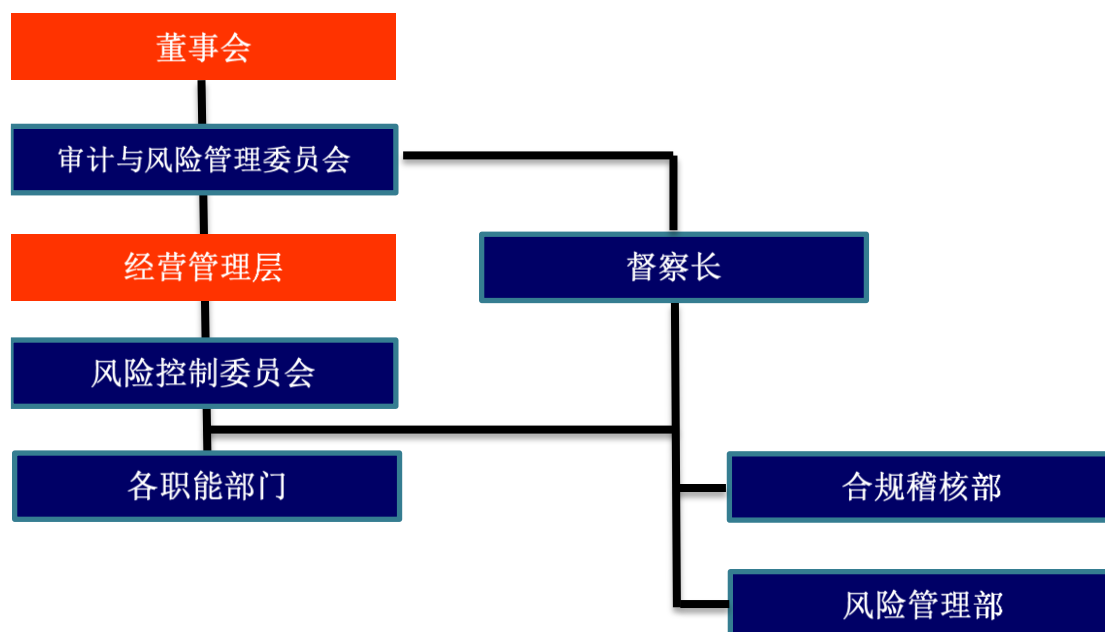 董事会
审计与风险管理委员会
经营管理层
督察长
风险控制委员会
各职能部门
合规稽核部
风险管理部